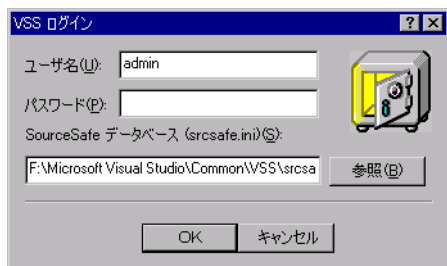 VSS ログイン
ユーザ名(U): admin
パスワード(P):
SourceSafe データベース (srcsafe.ini)(S):
F:\Microsoft Visual Studio\Common\VSS\srcsa 参照(B)
OK キャンセル